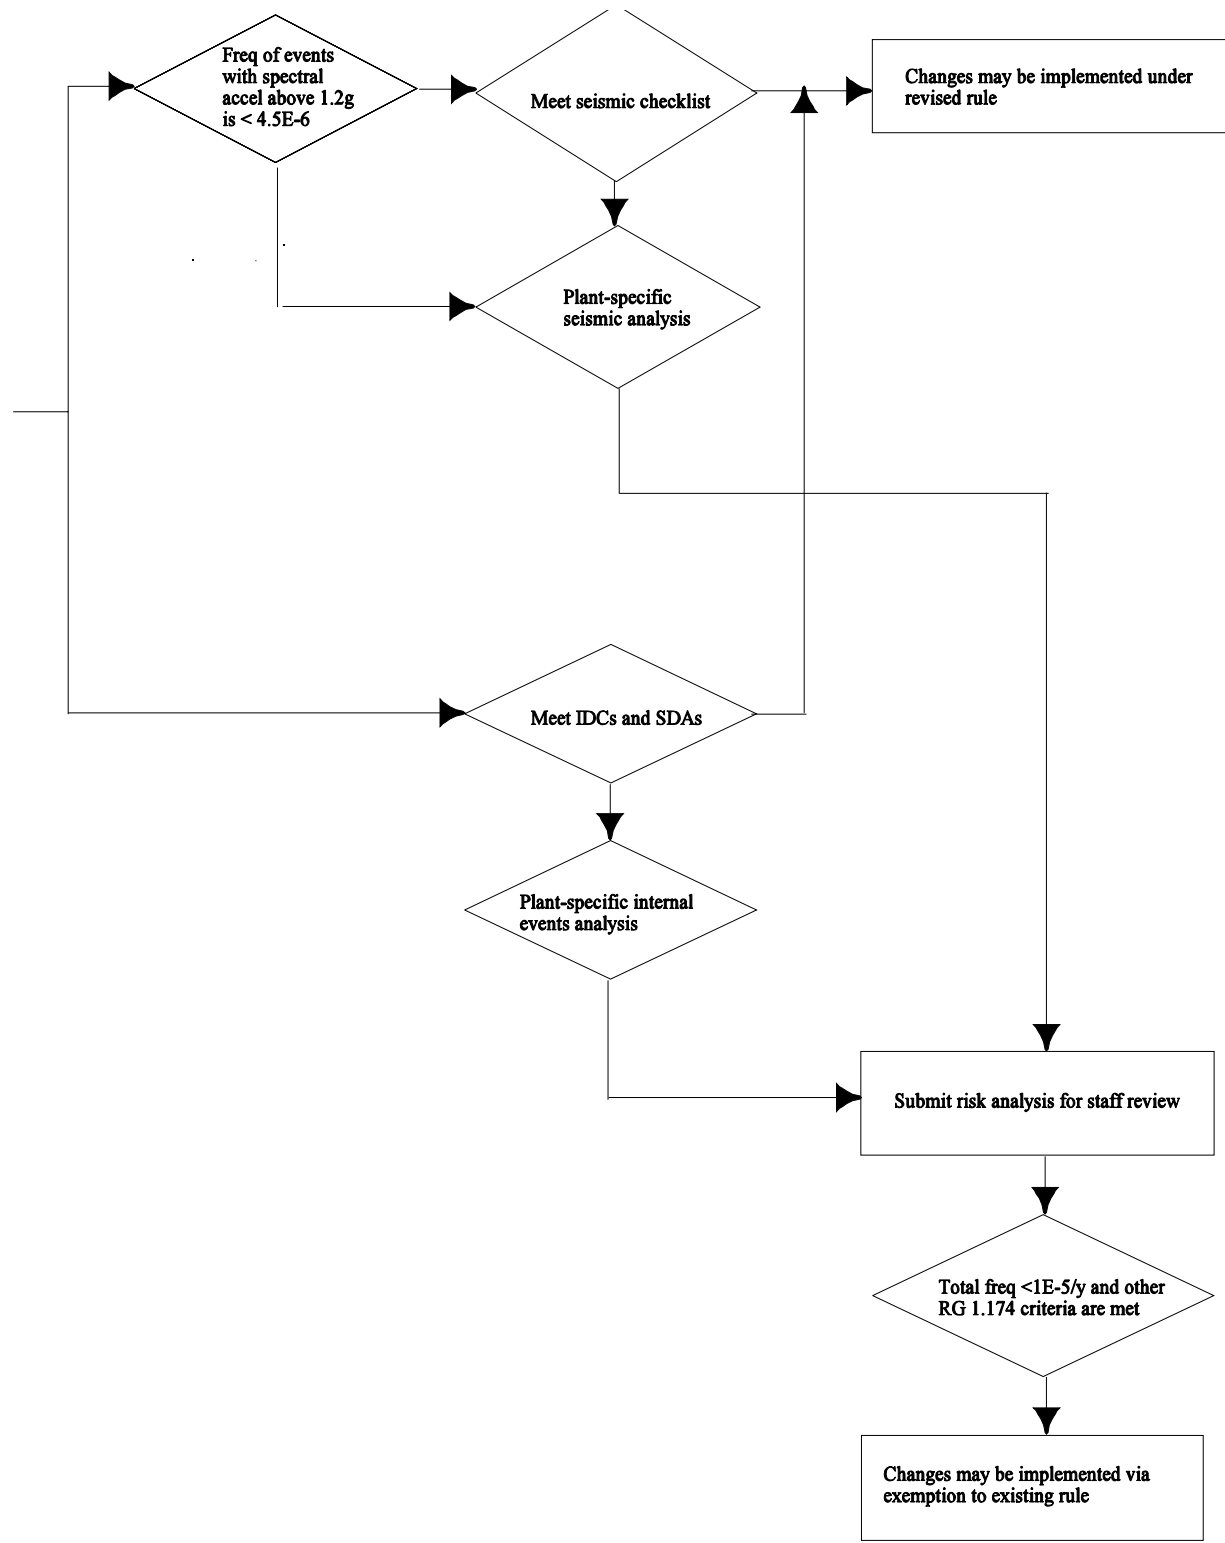 Freq of events
with spectral
accel above 1.2g
is < 4.5E-6
Meet seismic checklist
Changes may be implemented under
revised rule
Plant-specific
seismic analysis
Meet IDCs and SDAs
Plant-specific internal
events analysis
Submit risk analysis for staff review
Total freq <1E-5/y and other
RG 1.174 criteria are met
Changes may be implemented via
exemption to existing rule